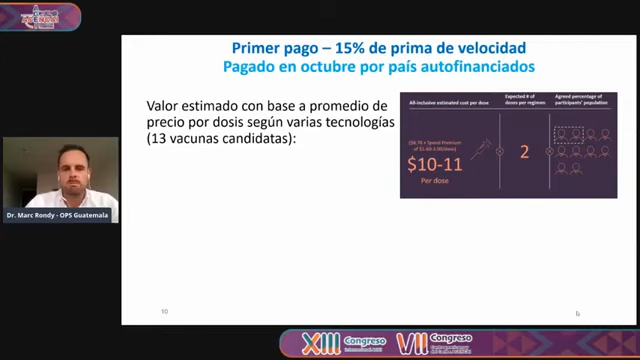 Primer pago – 15% de prima de velocidad
Pagado en octubre por país autofinanciados
Valor estimado con base a promedio de
precio por dosis según varias tecnologías
(13 vacunas candidatas):
All-inclusive estimated cost per dose
Expected # of
doses per regimen
Agreed percentage of
participants' population
$10-11
Per dose
2
Dr. Marc Rondy - OPS Guatemala
10
XIII Congreso
VII Congreso